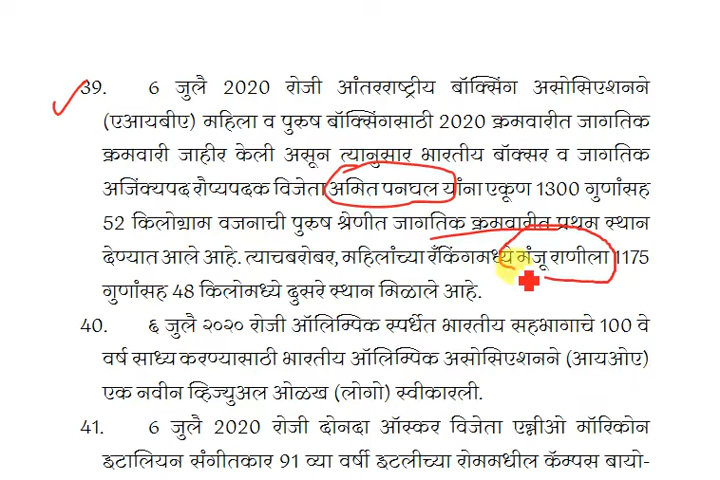 39. 6 जुलै 2020 रोजी आंतरराष्ट्रीय बॉक्सिंग असोसिएशनने
(एआयबीए) महिला व पुरुष बॉक्सिंगसाठी 2020 क्रमवारीत जागतिक
क्रमवारी जाहीर केली असून त्यानुसार भारतीय बॉक्सर व जागतिक
अजिंक्यपद रौप्यपदक विजेता अमित पनघल यांना एकूण 1300 गुणांसह
52 किलोग्राम वजनाची पुरुष श्रेणीत जागतिक क्रमवारीत प्रथम स्थान
देण्यात आले आहे. त्याचबरोबर, महिलांच्या रँकिंगमध्ये मंजू राणीला 1175
गुणांसह 48 किलोमध्ये दुसरे स्थान मिळाले आहे.
40. ६ जुलै २०२० रोजी ऑलिम्पिक स्पर्धेत भारतीय सहभागाचे 100 वे
वर्ष साध्य करण्यासाठी भारतीय ऑलिम्पिक असोसिएशनने (आयओए)
एक नवीन व्हिज्युअल ओळख (लोगो) स्वीकारली.
41. 6 जुलै 2020 रोजी दोनदा ऑस्कर विजेता एन्नीओ मॉरिकोन
इटालियन संगीतकार 91 व्या वर्षी इटलीच्या रोममधील कॅम्पस बायो-